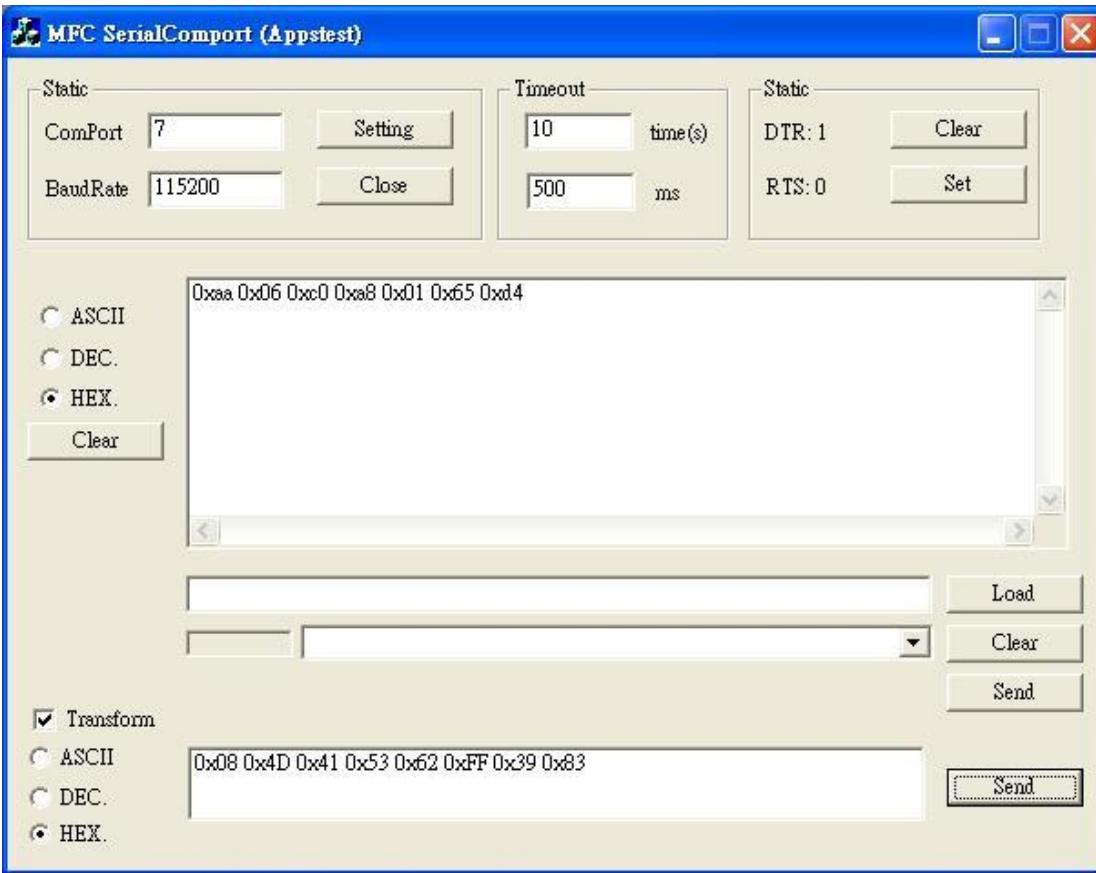 MFC SerialComport (Appstest)
Static
ComPort 7 Setting
BaudRate 115200 Close
Timeout
10 time(s)
500 ms
Static
DTR: 1 Clear
RTS: 0 Set
ASCII
DEC.
HEX.
Clear
0xaa 0x06 0xc0 0xa8 0x01 0x65 0xd4
Load
Clear
Send
Transform
ASCII
DEC.
HEX.
0x08 0x4D 0x41 0x53 0x62 0xFF 0x39 0x83
Send